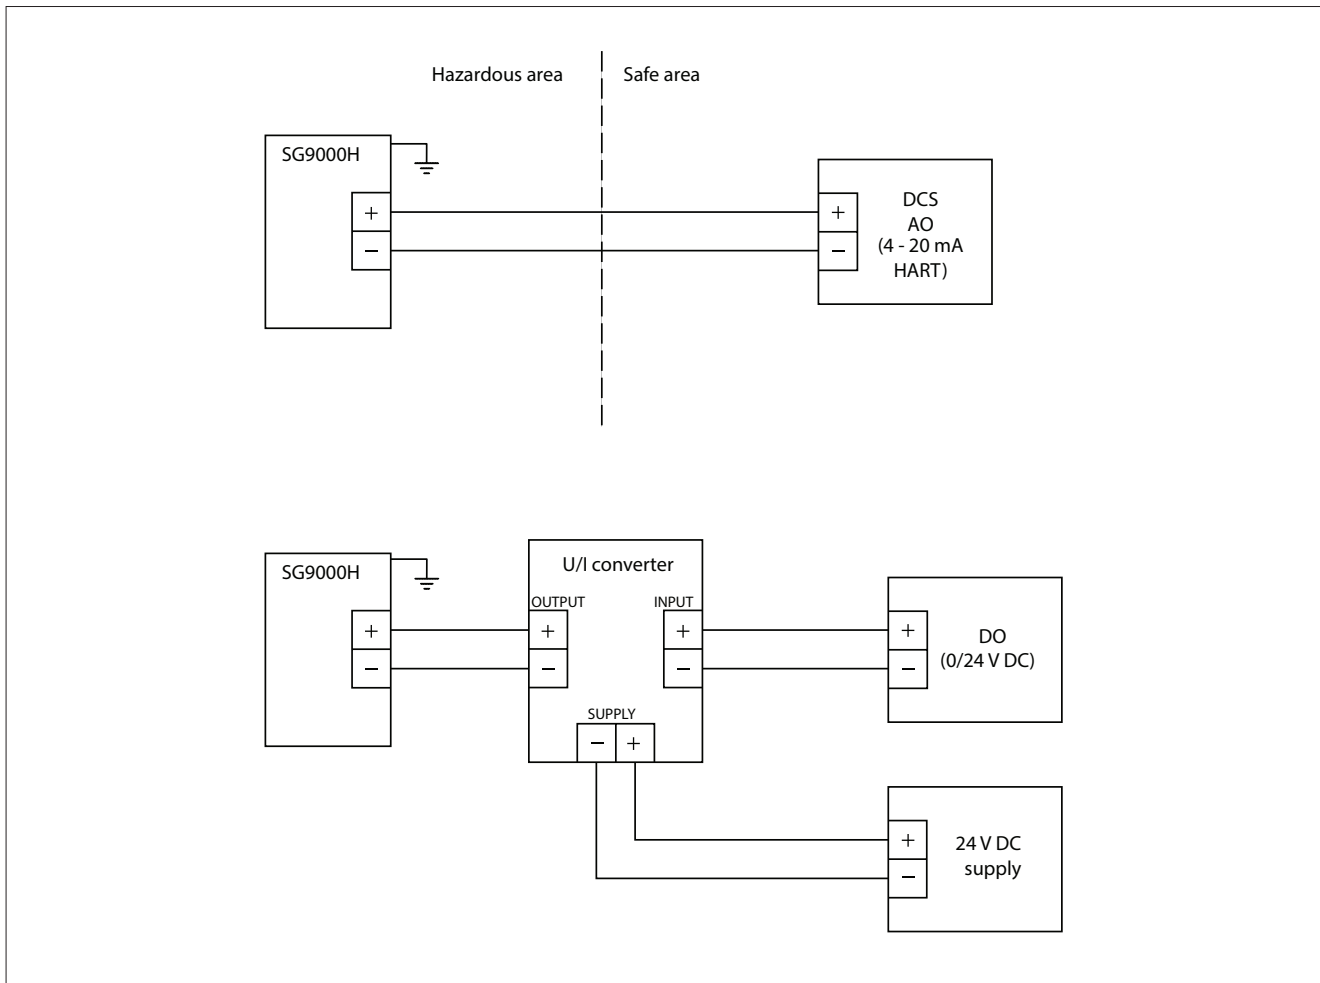 Hazardous area
Safe area
SG9000H
+
−
+
−
DCS
AO
(4 - 20 mA
HART)
SG9000H
+
−
U/I converter
OUTPUT
INPUT
+
−
+
−
SUPPLY
− +
+
−
DO
(0/24 V DC)
+
−
24 V DC
supply